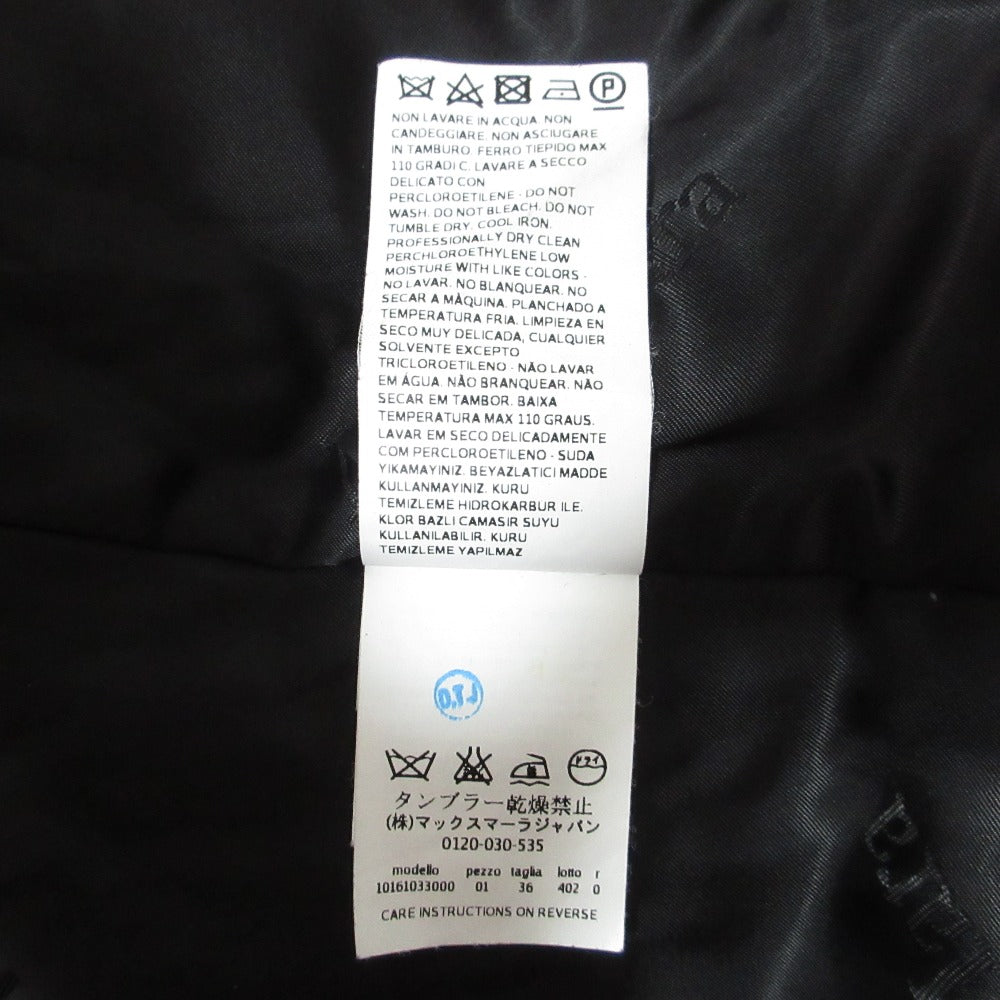 P
NON LAVARE IN ACQUA. NON
CANDEGGIARE. NON ASCIUGARE
IN TAMBURO. FERRO TIEPIDO MAX
110 GRADI C. LAVARE A SECCO
DELICATO CON
PERCLOROETILENE - DO NOT
WASH. DO NOT BLEACH. DO NOT
TUMBLE DRY. COOL IRON.
PROFESSIONALLY DRY CLEAN
PERCHLOROETHYLENE LOW
MOISTURE WITH LIKE COLORS -
NO LAVAR. NO BLANQUEAR. NO
SECAR A MÀQUINA. PLANCHADO A
TEMPERATURA FRIA. LIMPIEZA EN
SECO MUY DELICADA, CUALQUIER
SOLVENTE EXCEPTO
TRICLOROETILENO - NÃO LAVAR
EM ÁGUA. NÃO BRANQUEAR. NÃO
SECAR EM TAMBOR. BAIXA
TEMPERATURA MAX 110 GRAUS.
LAVAR EM SECO DELICADAMENTE
COM PERCLOROETILENO - SUDA
YIKAMAYINIZ. BEYAZLATICI MADDE
KULLANMAYINIZ. KURU
TEMIZLEME HIDROKARBUR ILE.
KLOR BAZLI CAMASIR SUYU
KULLANILABILIR. KURU
TEMIZLEME YAPILMAZ
ドライ
タンブラー乾燥禁止
(株)マックスマーラジャパン
0120-030-535
modello pezzo taglia lotto r
10161033000 01 36 402 0
CARE INSTRUCTIONS ON REVERSE